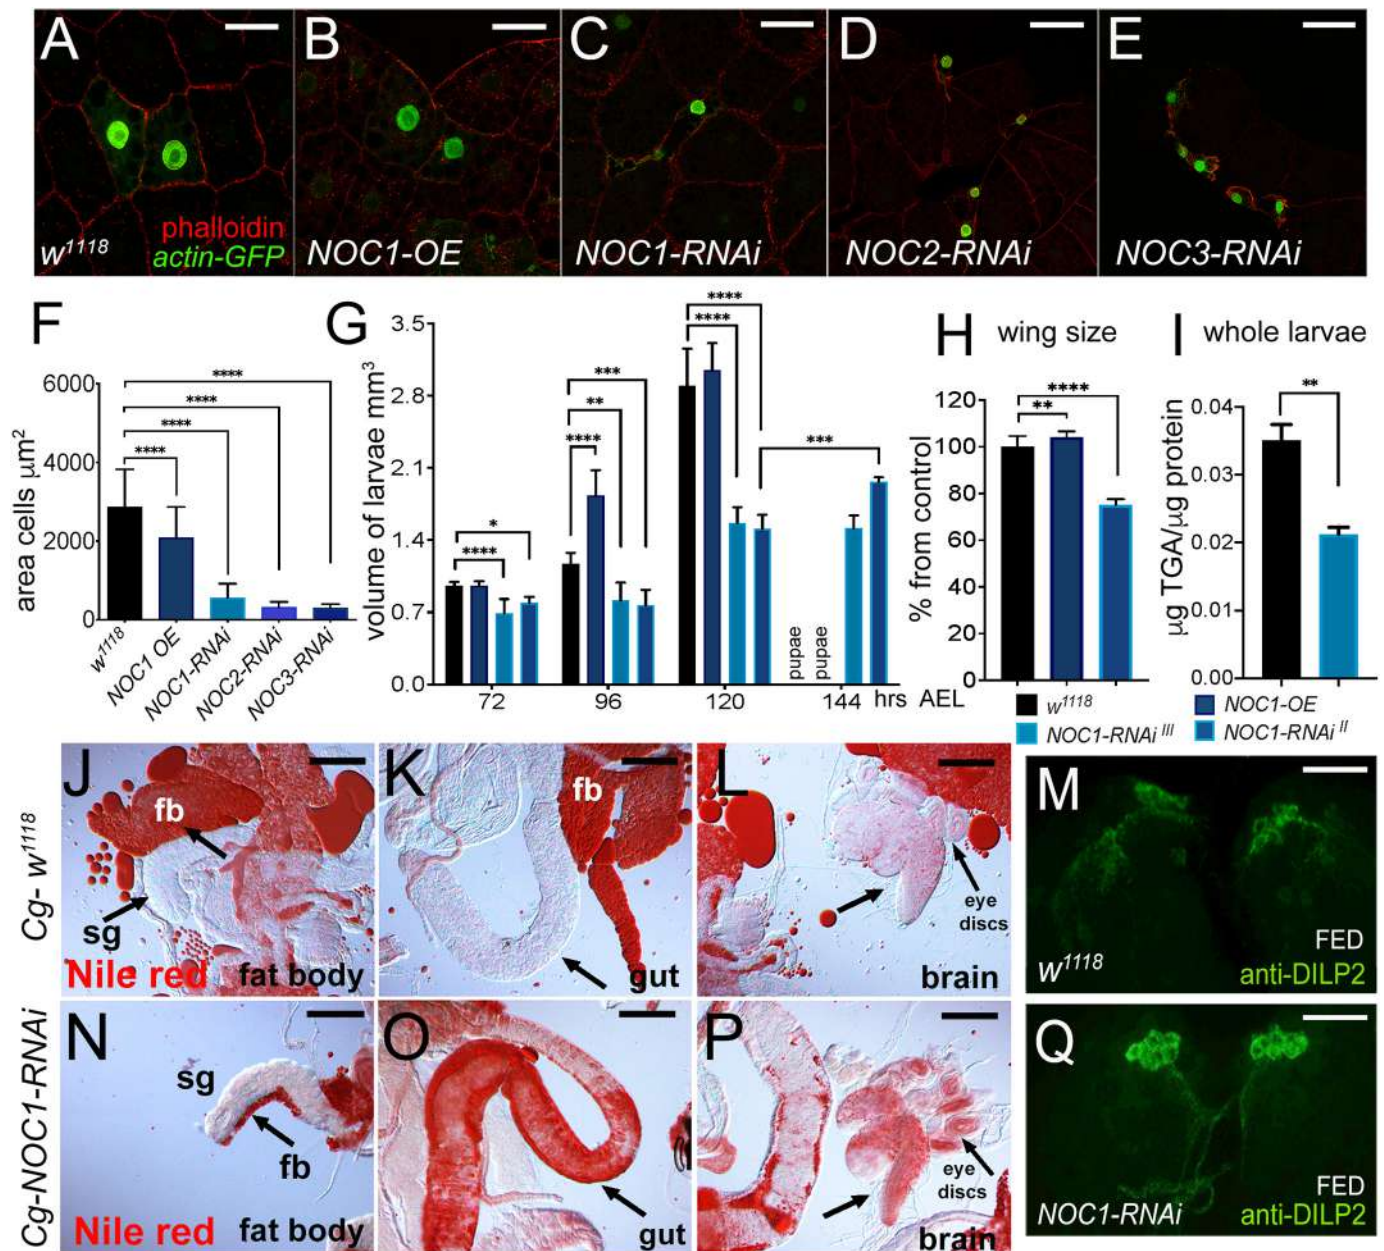 A
B
C
D
E
phalloidin
w1118 actin-GFP
NOC1-OE
NOC1-RNAi
NOC2-RNAi
NOC3-RNAi
F
area cells µm²
6000
4000
2000
0
****
****
****
****
w1118
NOC1 OE
NOC1-RNAi
NOC2-RNAi
NOC3-RNAi
G
volume of larvae mm³
3.5
2.8
2.1
1.4
0.7
0.0
*
****
***
**
****
****
****
***
pupae
pupae
72
96
120
144 hrs AEL
H wing size
% from control
120
100
80
60
40
20
0
****
**
I whole larvae
µg TGA/µg protein
0.04
0.03
0.02
0.01
0.00
**
w1118
NOC1-OE
NOC1-RNAi III
NOC1-RNAi II
Cg- w1118
J
fb
sg
Nile red fat body
K
fb
gut
L
eye
discs
brain
M
FED
w1118 anti-DILP2
Cg-NOC1-RNAi
N
sg
fb
Nile red fat body
O
gut
P
eye
discs
brain
Q
FED
NOC1-RNAi anti-DILP2